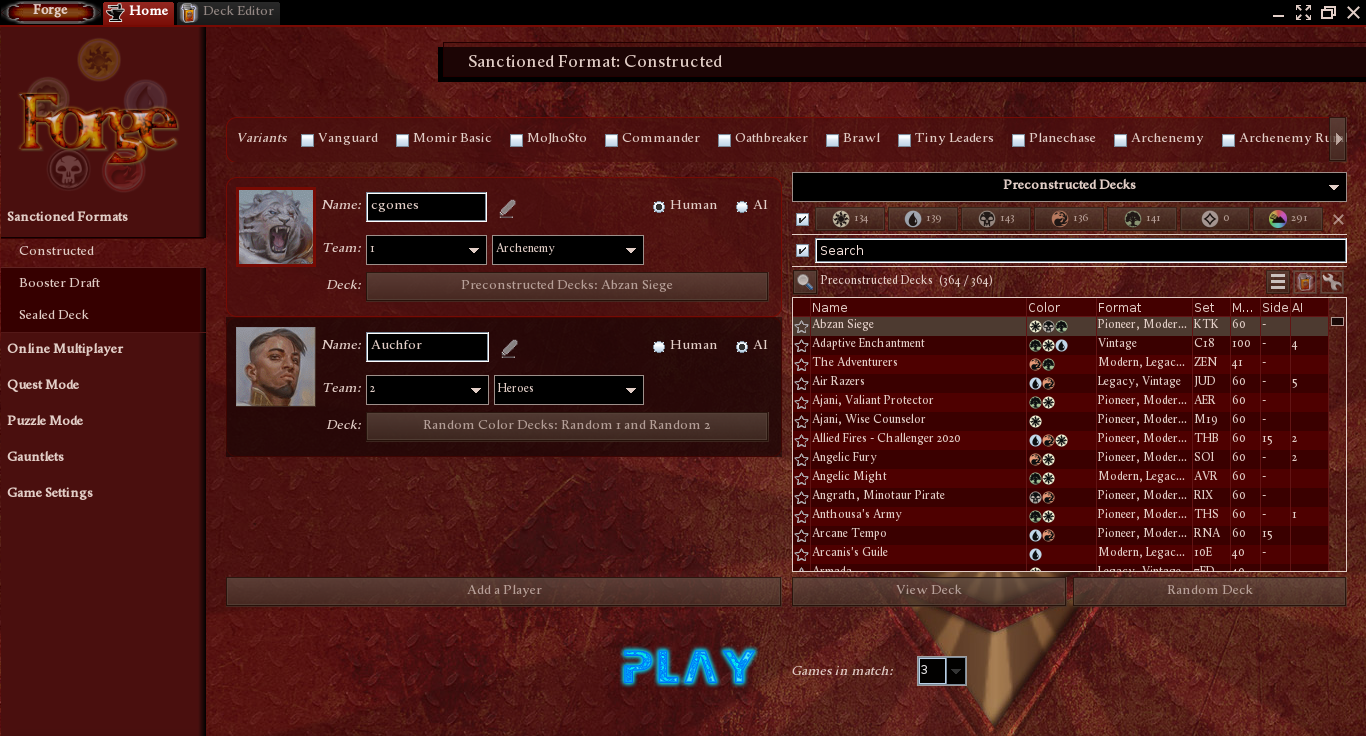 Forge Home Deck Editor
Forge
Sanctioned Format: Constructed
Variants Vanguard Momir Basic MoJhoSto Commander Oathbreaker Brawl Tiny Leaders Planechase Archenemy Archenemy Ru
Sanctioned Formats
Constructed
Booster Draft
Sealed Deck
Online Multiplayer
Quest Mode
Puzzle Mode
Gauntlets
Game Settings
Name: cgomes Human AI
Team: 1 Archenemy
Deck: Preconstructed Decks: Abzan Siege
Name: Auchfor Human AI
Team: 2 Heroes
Deck: Random Color Decks: Random 1 and Random 2
Add a Player
Preconstructed Decks
134 139 143 136 141 0 291
Search
Preconstructed Decks (364 / 364)
Name Color Format Set M... Side AI
Abzan Siege Pioneer, Moder... KTK 60 -
Adaptive Enchantment Vintage C18 100 - 4
The Adventurers Modern, Legac... ZEN 41 -
Air Razers Legacy, Vintage JUD 60 - 5
Ajani, Valiant Protector Pioneer, Moder... AER 60 -
Ajani, Wise Counselor Pioneer, Moder... M19 60 -
Allied Fires - Challenger 2020 Pioneer, Moder... THB 60 15 2
Angelic Fury Pioneer, Moder... SOI 60 - 2
Angelic Might Modern, Legac... AVR 60 -
Angrath, Minotaur Pirate Pioneer, Moder... RIX 60 -
Anthousa's Army Pioneer, Moder... THS 60 - 1
Arcane Tempo Pioneer, Moder... RNA 60 15
Arcanis's Guile Modern, Legac... 10E 40 -
Armada Legacy, Vintage 7ED 40 -
View Deck Random Deck
PLAY
Games in match: 3